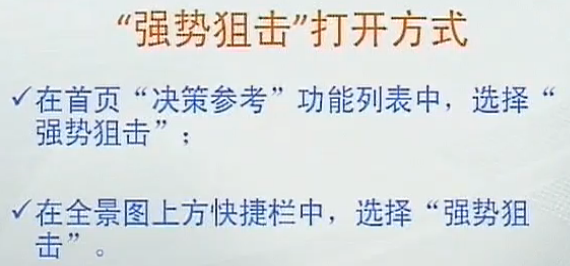 “强势狙击”打开方式
✓在首页“决策参考”功能列表中，选择“
强势狙击”；
✓在全景图上方快捷栏中，选择“强势狙
击”。